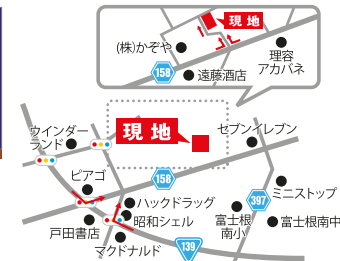 現地
(株)かぞや
理容
アカバネ
158
遠藤酒店
ウインダー
ランド
現地
セブンイレブン
ピアゴ
158
ハックドラッグ
昭和シェル
戸田書店
マクドナルド
139
富士根
南小
397
ミニストップ
富士根南中